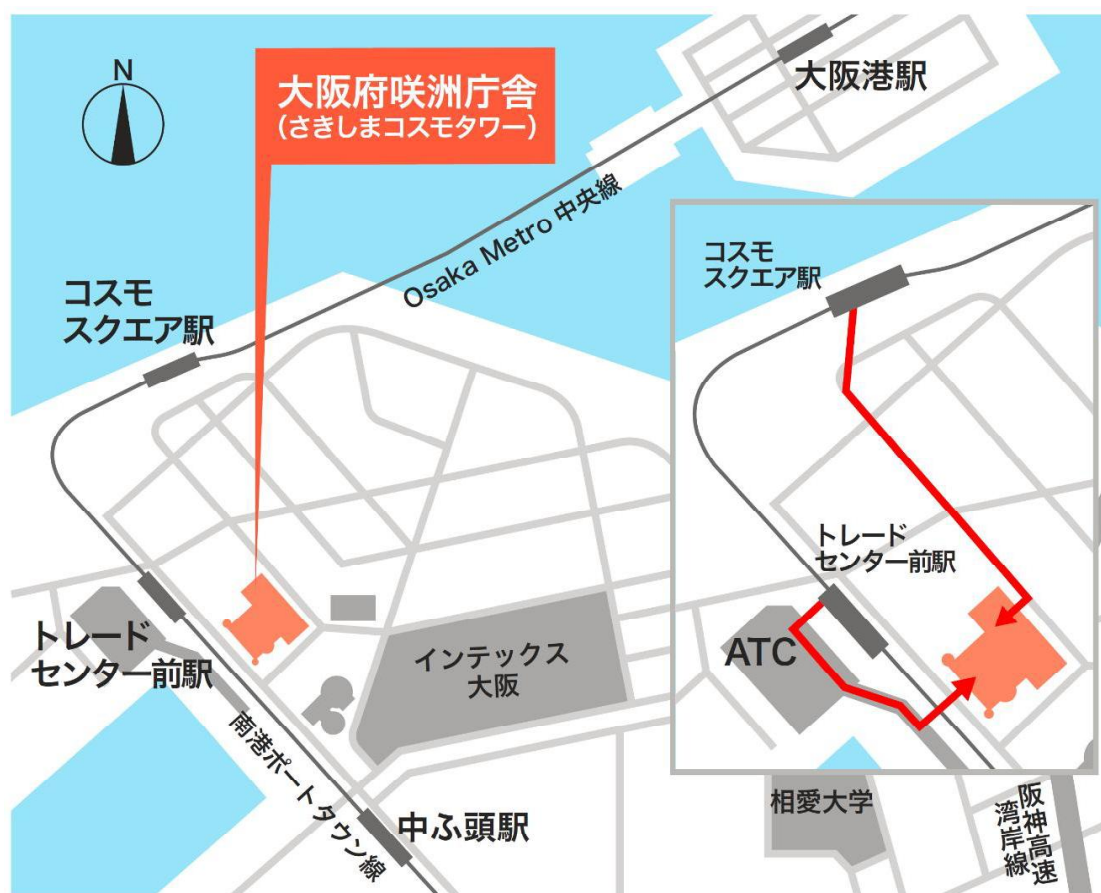 N
大阪府咲洲庁舎
(さきしまコスモタワー)
大阪港駅
Osaka Metro 中央線
コスモ
スクエア駅
トレード
センター前駅
インテックス
大阪
南港ポートタウン線
中ふ頭駅
コスモ
スクエア駅
トレード
センター前駅
ATC
相愛大学
阪神高速
湾岸線